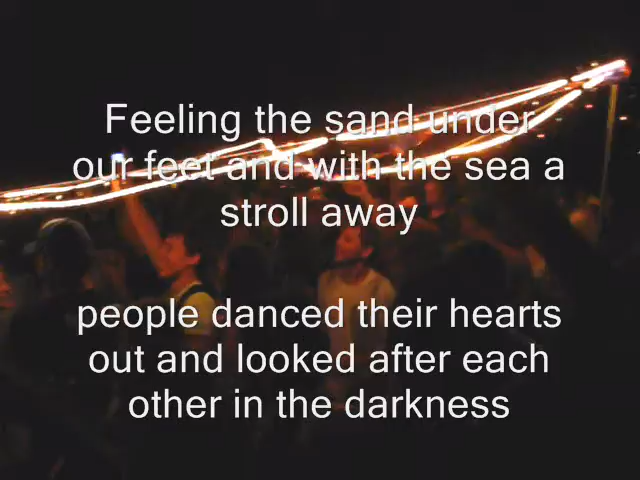 Feeling the sand under
our feet and with the sea a
stroll away
people danced their hearts
out and looked after each
other in the darkness